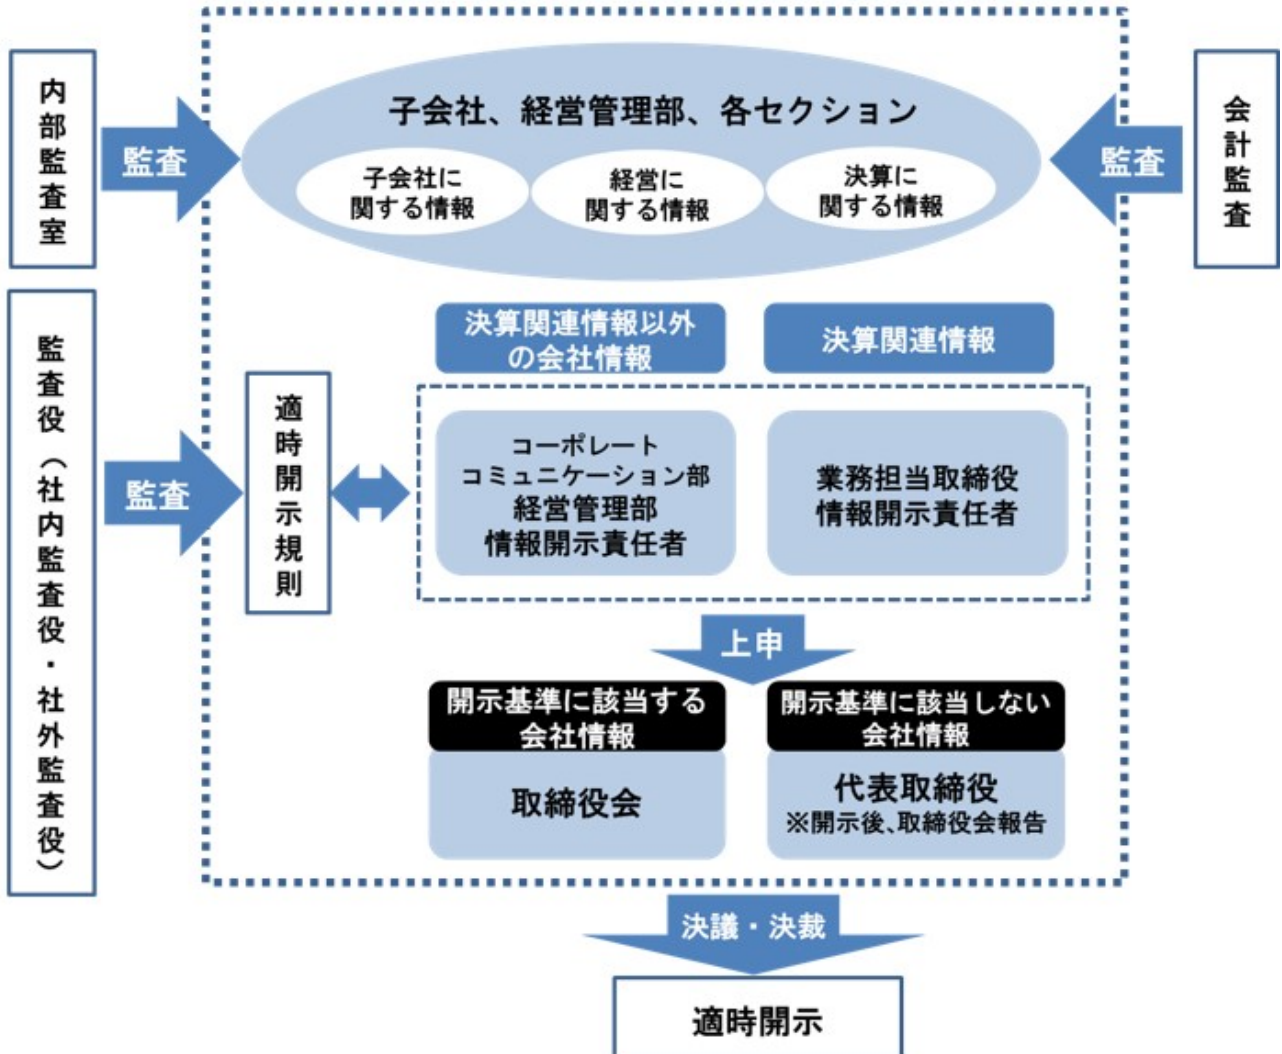 内部監査室
監査
子会社、経営管理部、各セクション
子会社に
関する情報
経営に
関する情報
決算に
関する情報
監査
会計監査
監査役（社内監査役・社外監査役）
監査
適時開示規則
決算関連情報以外
の会社情報
決算関連情報
コーポレート
コミュニケーション部
経営管理部
情報開示責任者
業務担当取締役
情報開示責任者
上申
開示基準に該当する
会社情報
取締役会
開示基準に該当しない
会社情報
代表取締役
※開示後、取締役会報告
決議・決裁
適時開示